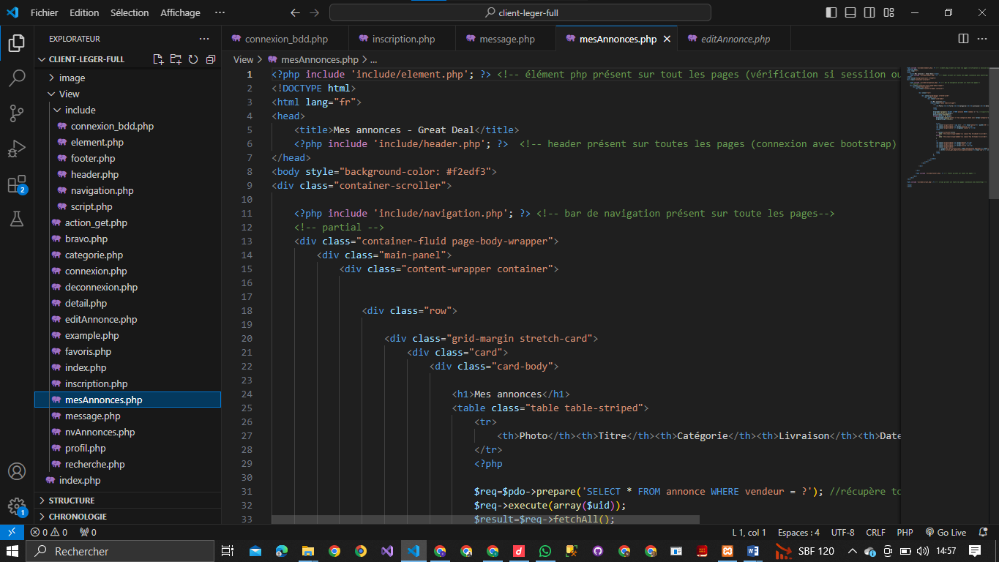 Fichier Edition Sélection Affichage ··· client-leger-full
EXPLORATEUR ···
CLIENT-LEGER-FULL
image
View
include
connexion_bdd.php
element.php
footer.php
header.php
navigation.php
script.php
action_get.php
bravo.php
categorie.php
connexion.php
deconnexion.php
detail.php
editAnnonce.php
example.php
favoris.php
index.php
inscription.php
mesAnnonces.php
message.php
nvAnnonces.php
profil.php
recherche.php
index.php
STRUCTURE
CHRONOLOGIE
2
1
connexion_bdd.php inscription.php message.php mesAnnonces.php editAnnonce.php
View > mesAnnonces.php > ...
1 <?php include 'include/element.php'; ?> <!-- élément php présent sur tout les pages (vérification si sessiion ou
2 <!DOCTYPE html>
3 <html lang="fr">
4 <head>
5 <title>Mes annonces - Great Deal</title>
6 <?php include 'include/header.php'; ?> <!-- header présent sur toutes les pages (connexion avec bootstrap)
7 </head>
8 <body style="background-color: #f2edf3">
9 <div class="container-scroller">
10
11 <?php include 'include/navigation.php'; ?> <!-- bar de navigation présent sur toute les pages-->
12 <!-- partial -->
13 <div class="container-fluid page-body-wrapper">
14 <div class="main-panel">
15 <div class="content-wrapper container">
16
17
18 <div class="row">
19
20 <div class="grid-margin stretch-card">
21 <div class="card">
22 <div class="card-body">
23
24 <h1>Mes annonces</h1>
25 <table class="table table-striped">
26 <tr>
27 <th>Photo</th><th>Titre</th><th>Catégorie</th><th>Livraison</th><th>Date
28 </tr>
29 <?php
30
31 $req=$pdo->prepare('SELECT * FROM annonce WHERE vendeur = ?'); //récupère to
32 $req->execute(array($uid));
33 $result=$req->fetchAll();
0 0 0 L 1, col 1 Espaces : 4 UTF-8 CRLF PHP Go Live
Rechercher SBF 120 14:57